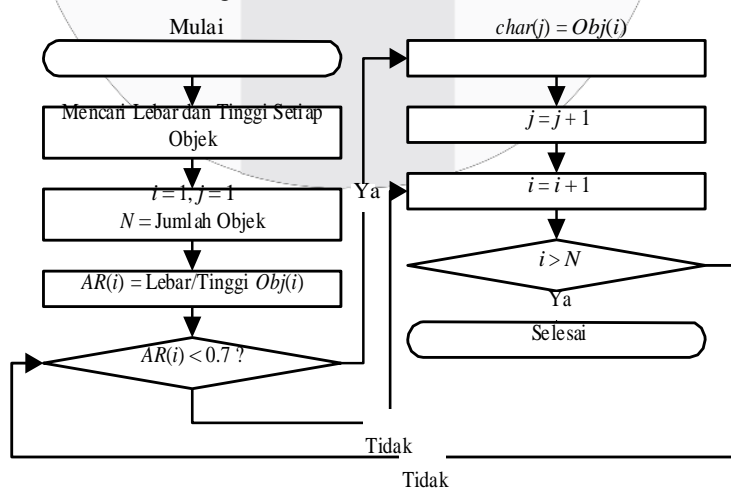 Mulai
Mencari Lebar dan Tinggi Setiap
Objek
i = 1, j = 1
N = Jumlah Objek
AR(i) = Lebar/Tinggi Obj(i)
AR(i) < 0.7 ?
Ya
Tidak
Tidak
char(j) = Obj(i)
j = j + 1
i = i + 1
i > N
Ya
Selesai